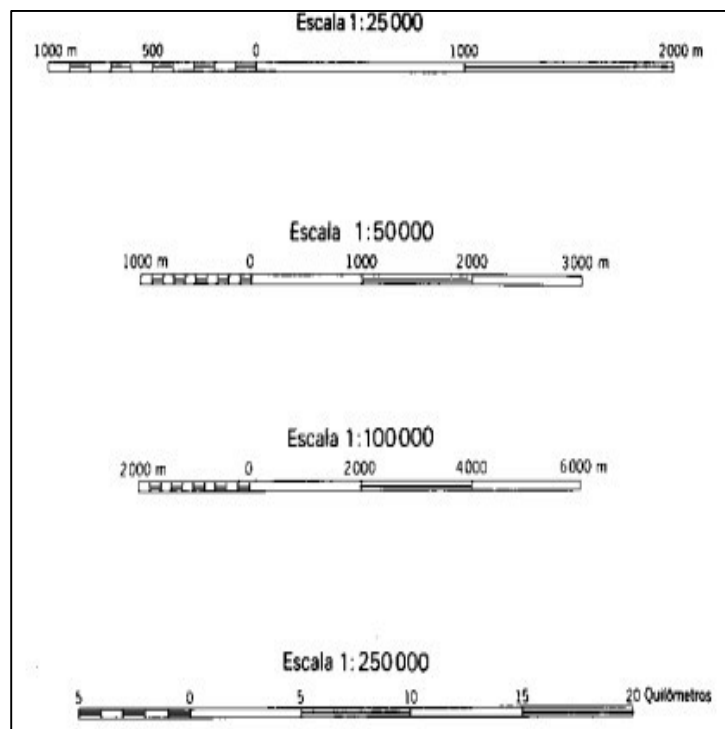 Escala 1:25000
1000 m 500 0 1000 2000 m
Escala 1:50000
1000 m 0 1000 2000 3000 m
Escala 1:100000
2000 m 0 2000 4000 6000 m
Escala 1:250000
5 0 5 10 15 20 Quilômetros